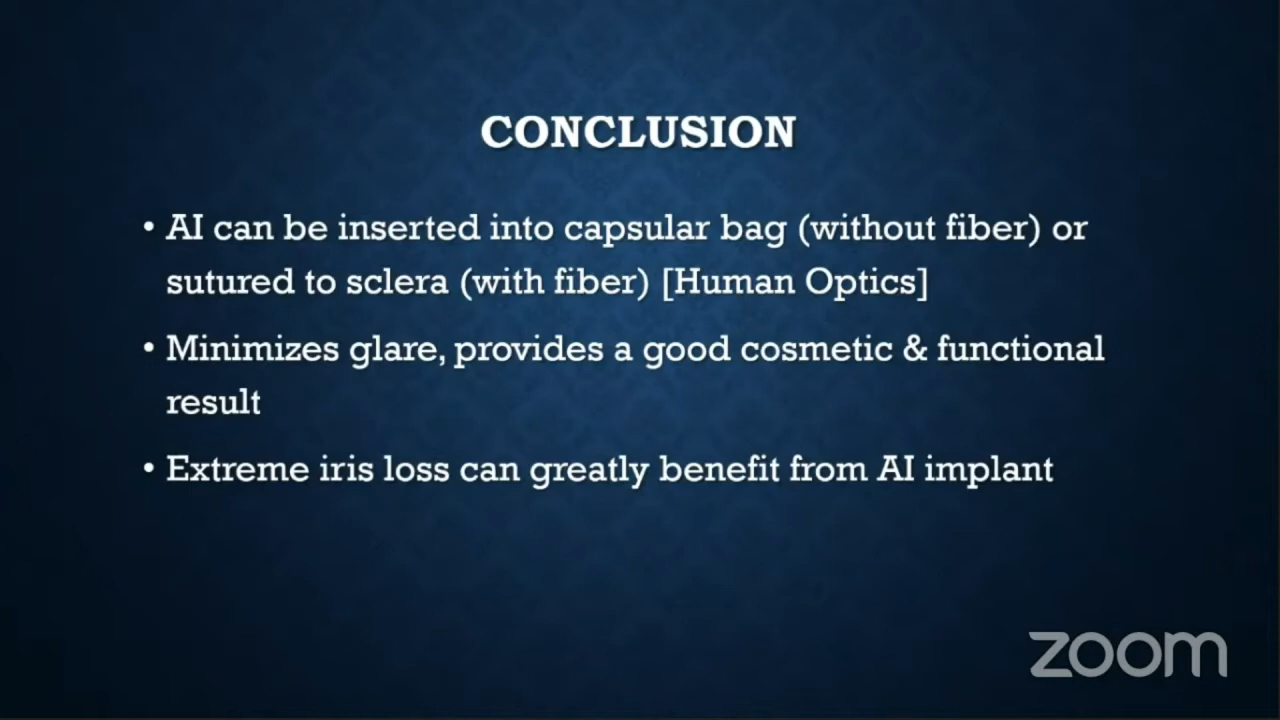 CONCLUSION
• AI can be inserted into capsular bag (without fiber) or
sutured to sclera (with fiber) [Human Optics]
• Minimizes glare, provides a good cosmetic & functional
result
• Extreme iris loss can greatly benefit from AI implant
zoom